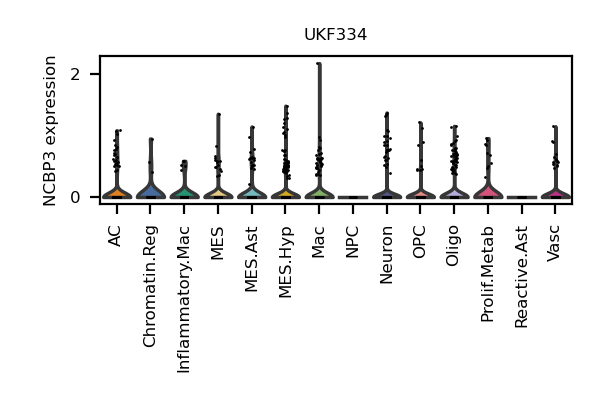 UKF334
NCBP3 expression
2
0
AC
Chromatin.Reg
Inflammatory.Mac
MES
MES.Ast
MES.Hyp
Mac
NPC
Neuron
OPC
Oligo
Prolif.Metab
Reactive.Ast
Vasc